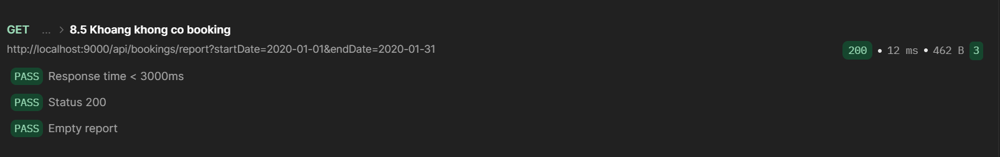 GET ... > 8.5 Khoang khong co booking
http://localhost:9000/api/bookings/report?startDate=2020-01-01&endDate=2020-01-31 200 • 12 ms • 462 B 3
PASS Response time < 3000ms
PASS Status 200
PASS Empty report